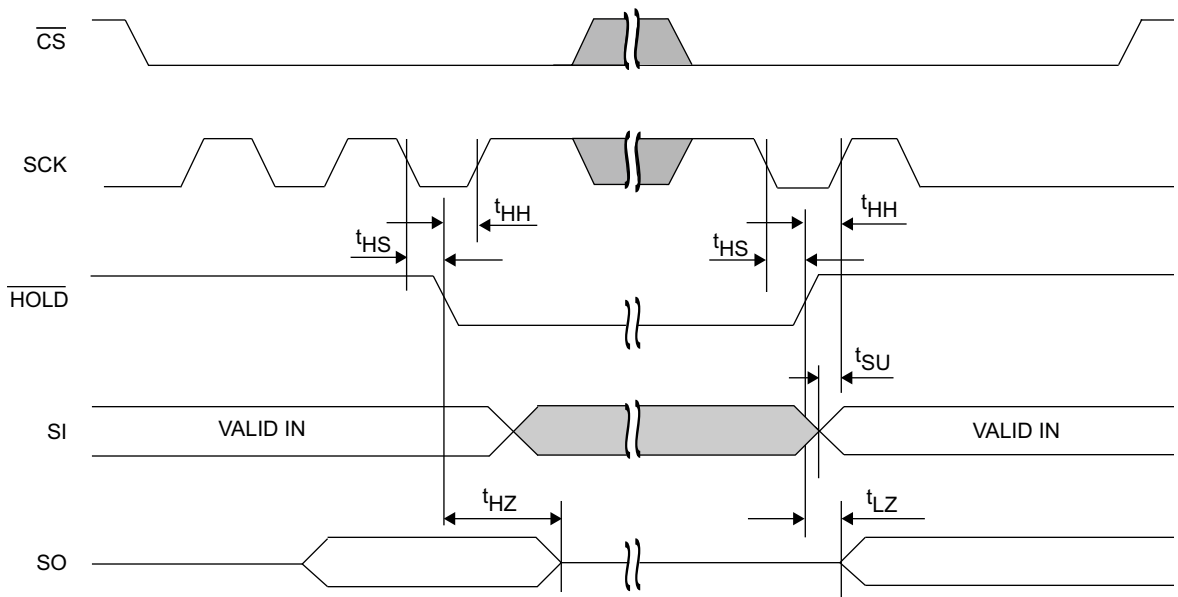 CS
SCK
tHH
tHH
tHS
tHS
HOLD
tSU
SI
VALID IN
VALID IN
tHZ
tLZ
SO